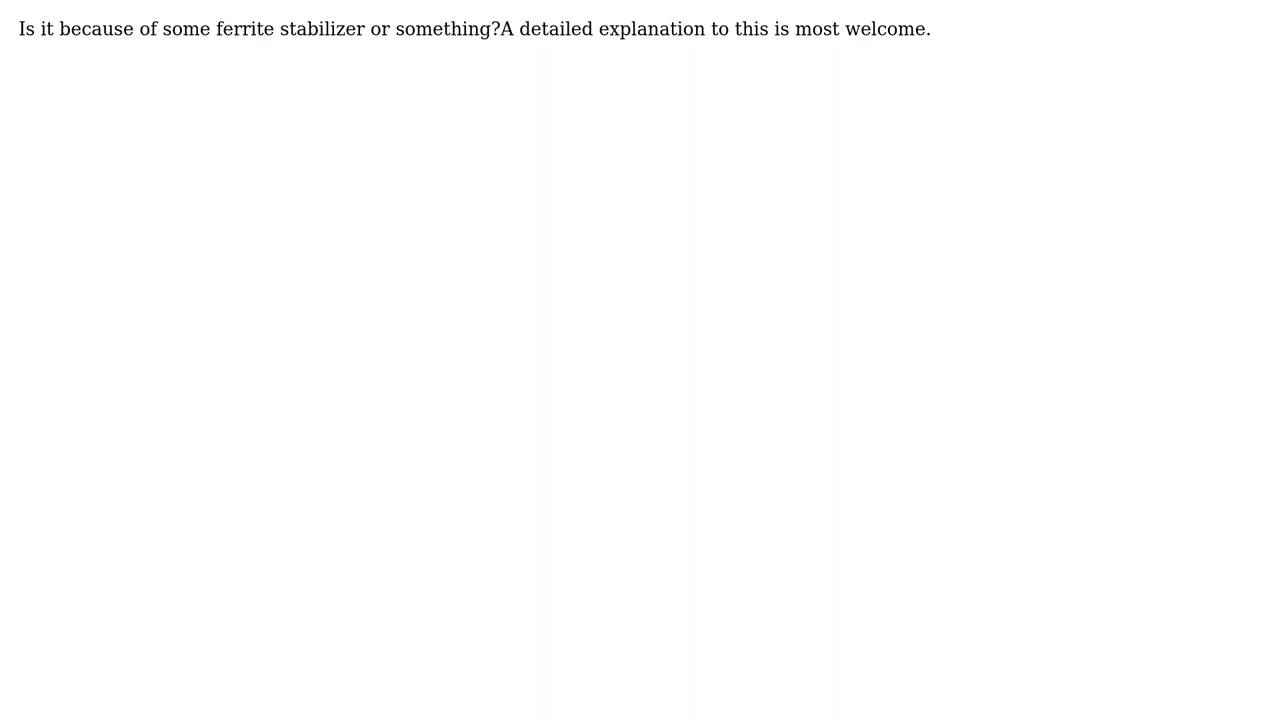 Is it because of some ferrite stabilizer or something?A detailed explanation to this is most welcome.